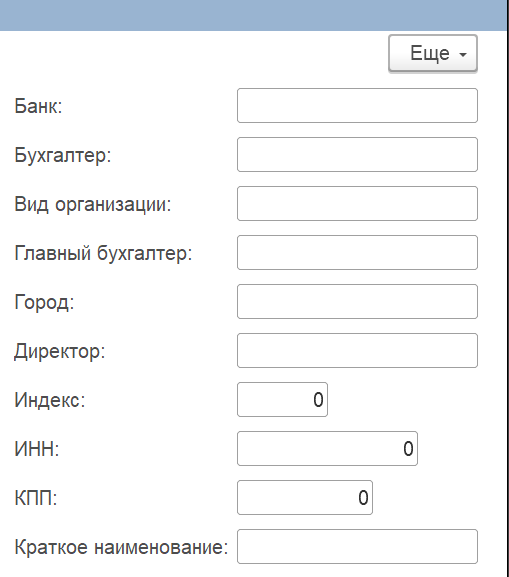 Еще
Банк:
Бухгалтер:
Вид организации:
Главный бухгалтер:
Город:
Директор:
Индекс: 0
ИНН: 0
КПП: 0
Краткое наименование: